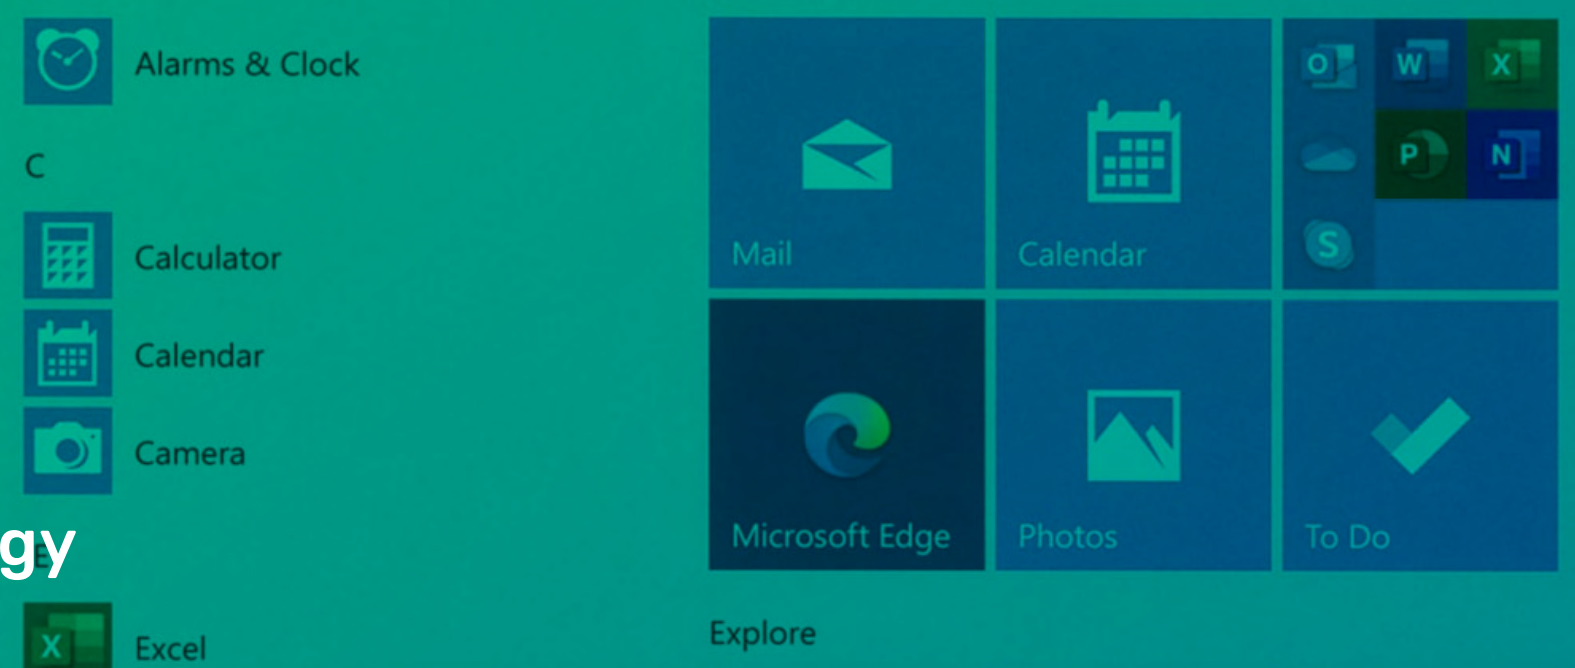 Alarms & Clock
C
Calculator
Calendar
Camera
gy
E
Excel
X
Mail
Calendar
O W X
P N
S
Microsoft Edge
Photos
To Do
Explore